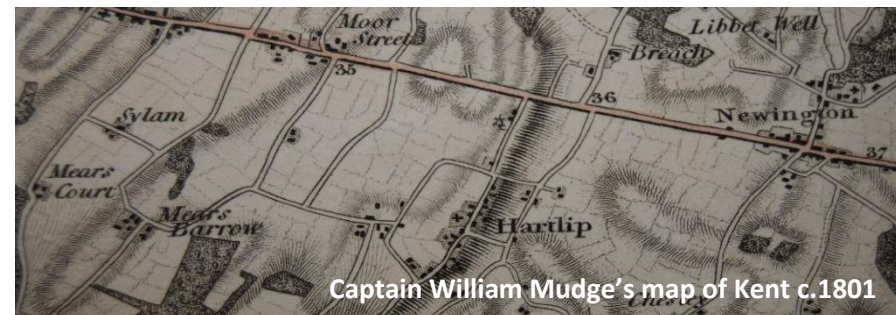 Moor
Street
Libbet Well
Breach
35
36
Sylam
Newington
37
Mears
Court
Mears
Barrow
Hartlip
Captain William Mudge’s map of Kent c.1801